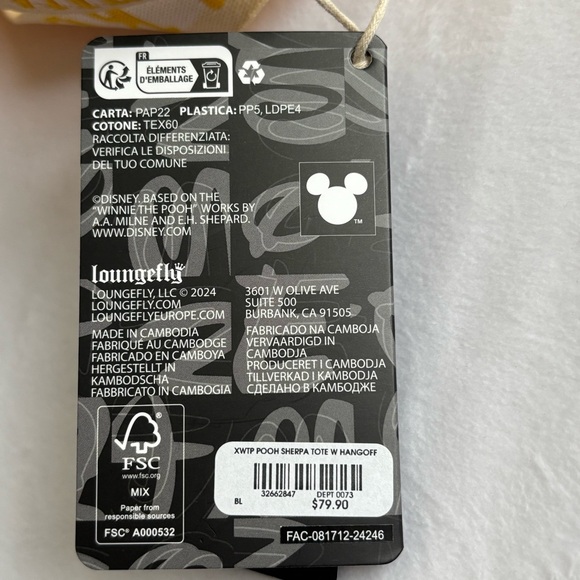 FR
ÉLÉMENTS
D'EMBALLAGE
CARTA: PAP22 PLASTICA: PP5, LDPE4
COTONE: TEX60
RACCOLTA DIFFERENZIATA:
VERIFICA LE DISPOSIZIONI
DEL TUO COMUNE
©DISNEY. BASED ON THE
"WINNIE THE POOH" WORKS BY
A.A. MILNE AND E.H. SHEPARD.
WWW.DISNEY.COM
TM
loungefly
LOUNGEFLY, LLC © 2024
LOUNGEFLY.COM
LOUNGEFLYEUROPE.COM
3601 W OLIVE AVE
SUITE 500
BURBANK, CA 91505
MADE IN CAMBODIA
FABRIQUÉ AU CAMBODGE
FABRICADO EN CAMBOYA
HERGESTELLT IN
KAMBODSCHA
FABBRICATO IN CAMBOGIA
FABRICADO NA CAMBOJA
VERVAARDIGD IN
CAMBODJA
PRODUCERET I CAMBODJA
TILLVERKAD I KAMBODJA
СДЕЛАНО В КАМБОДЖЕ
®
FSC
www.fsc.org
MIX
Paper from
responsible sources
FSC® A000532
XWTP POOH SHERPA TOTE W HANGOFF
32662847 DEPT 0073
BL $79.90
FAC-081712-24246